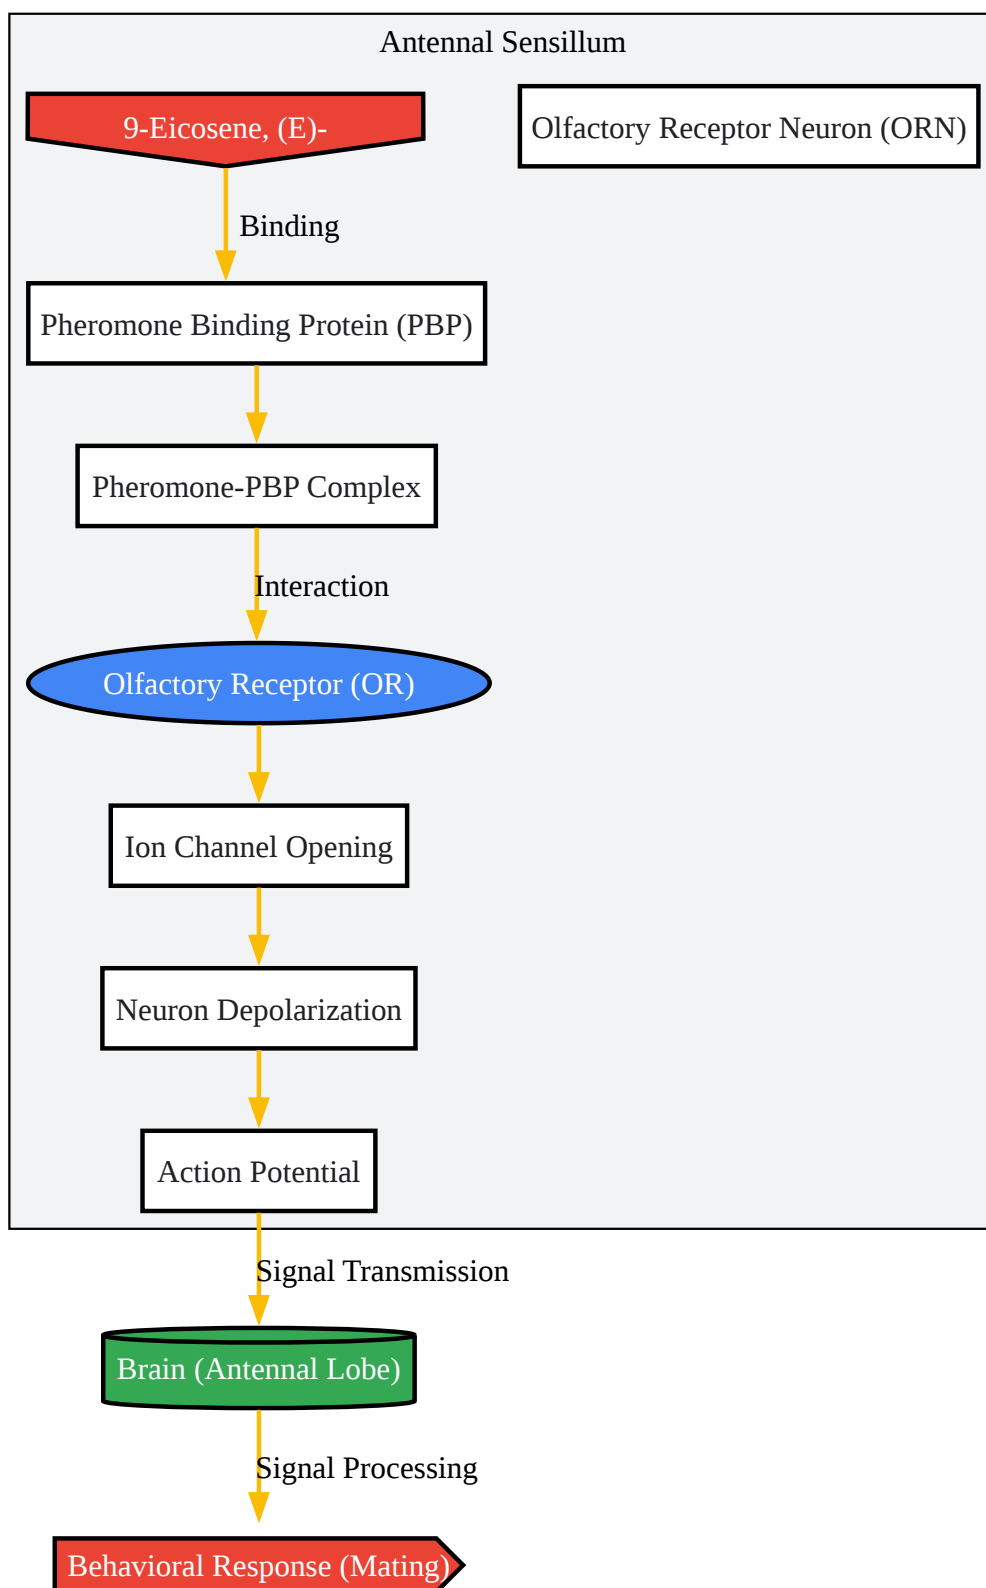 Antennal Sensillum
9-Eicosene, (E)-
Olfactory Receptor Neuron (ORN)
Binding
Pheromone Binding Protein (PBP)
Pheromone-PBP Complex
Interaction
Olfactory Receptor (OR)
Ion Channel Opening
Neuron Depolarization
Action Potential
Signal Transmission
Brain (Antennal Lobe)
Signal Processing
Behavioral Response (Mating)